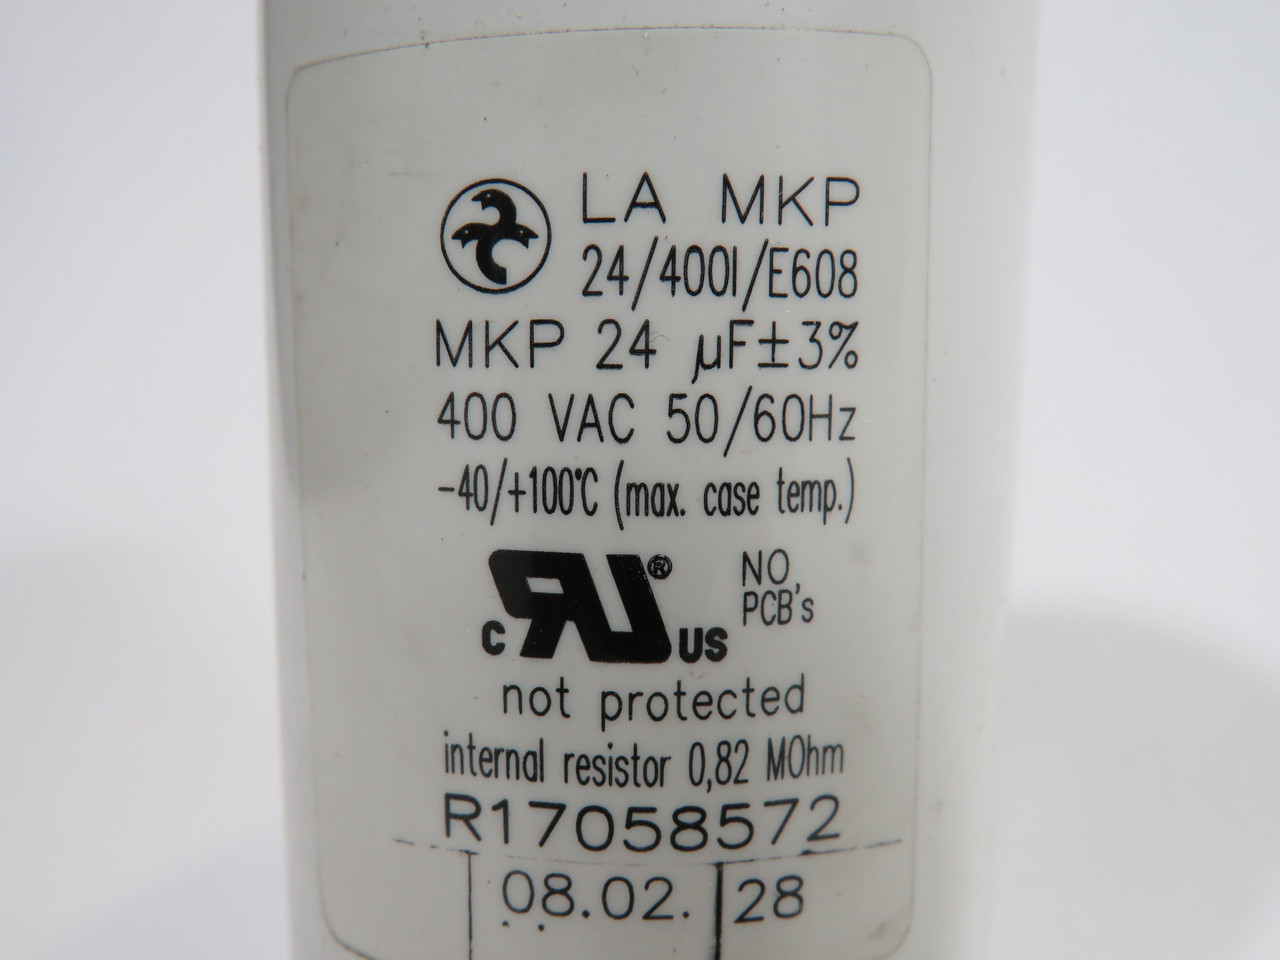 LA MKP
24/400I/E608
MKP 24 µF±3%
400 VAC 50/60Hz
-40/+100°C (max. case temp.)
c RU® US
NO
PCB's
not protected
internal resistor 0,82 MOhm
R17058572
08.02. 28